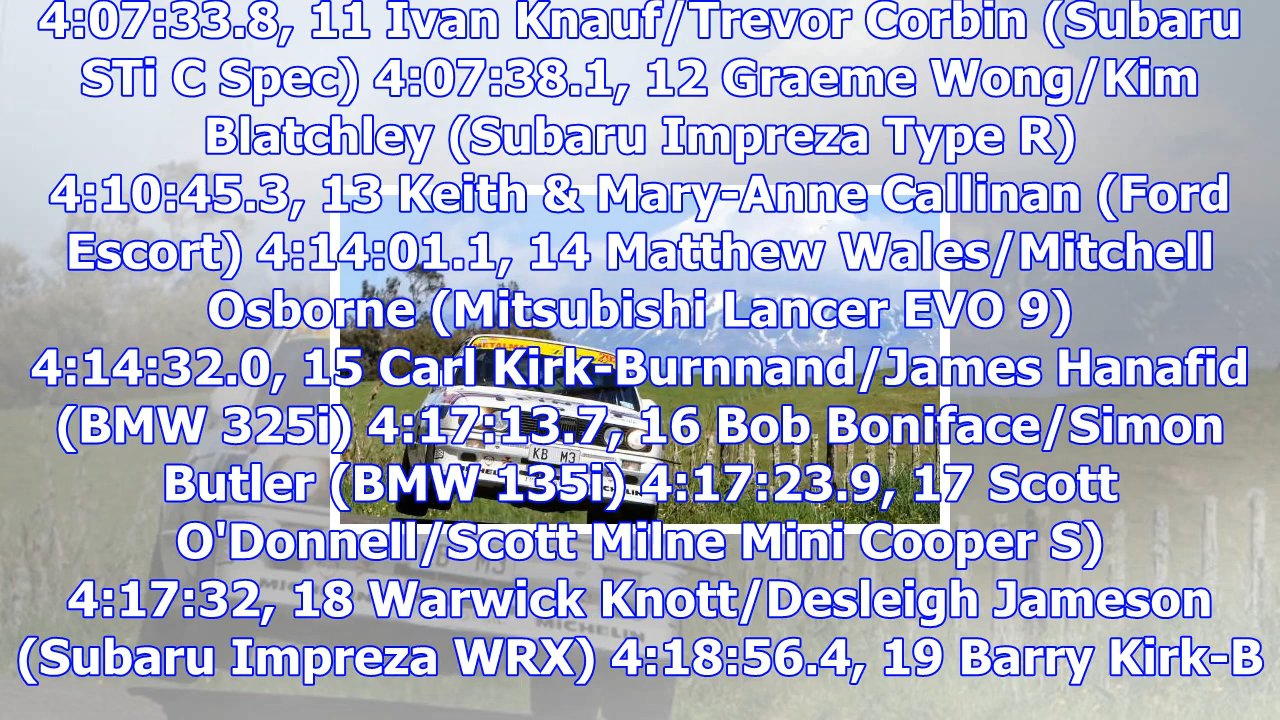 4:07:33.8, 11 Ivan Knauf/Trevor Corbin (Subaru
STi C Spec) 4:07:38.1, 12 Graeme Wong/Kim
Blatchley (Subaru Impreza Type R)
4:10:45.3, 13 Keith & Mary-Anne Callinan (Ford
Escort) 4:14:01.1, 14 Matthew Wales/Mitchell
Osborne (Mitsubishi Lancer EVO 9)
4:14:32.0, 15 Carl Kirk-Burnnand/James Hanafid
(BMW 325i) 4:17:13.7, 16 Bob Boniface/Simon
Butler (BMW 135i) 4:17:23.9, 17 Scott
O'Donnell/Scott Milne Mini Cooper S)
4:17:32, 18 Warwick Knott/Desleigh Jameson
(Subaru Impreza WRX) 4:18:56.4, 19 Barry Kirk-B
KB M3
MICHELIN